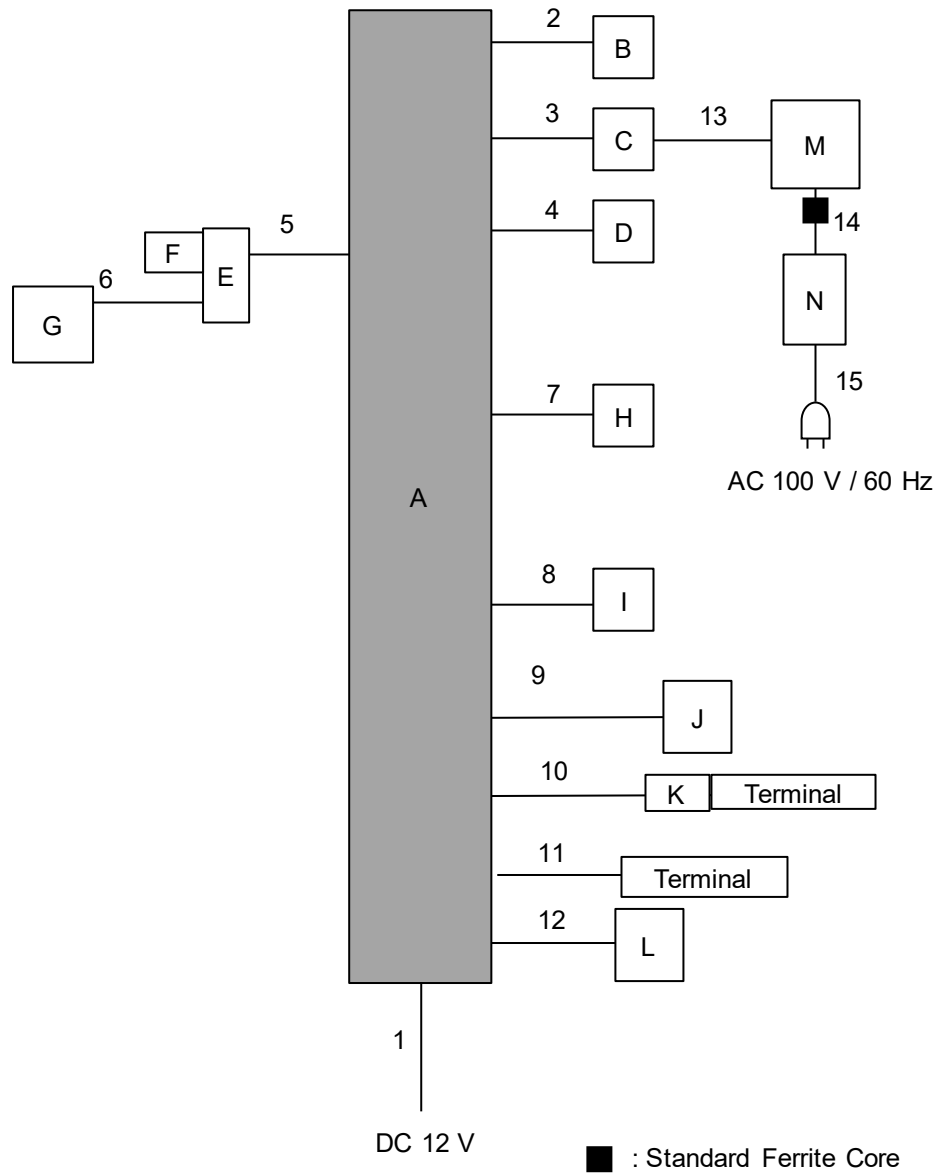 2
B
3
C
13
M
4
D
14
5
F
E
6
G
N
15
7
H
AC 100 V / 60 Hz
A
8
I
9
J
10
K
Terminal
11
Terminal
12
L
1
DC 12 V
: Standard Ferrite Core